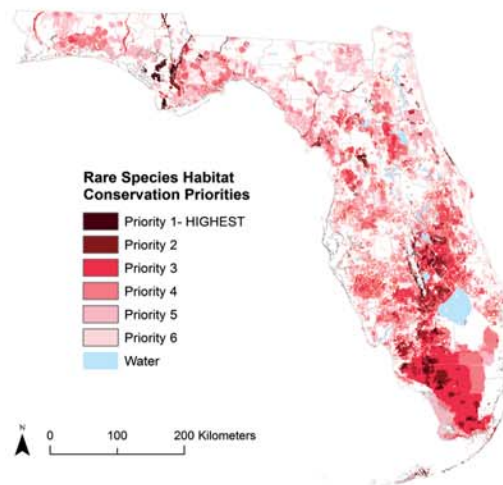 Rare Species Habitat
Conservation Priorities
Priority 1- HIGHEST
Priority 2
Priority 3
Priority 4
Priority 5
Priority 6
Water
N
0 100 200 Kilometers